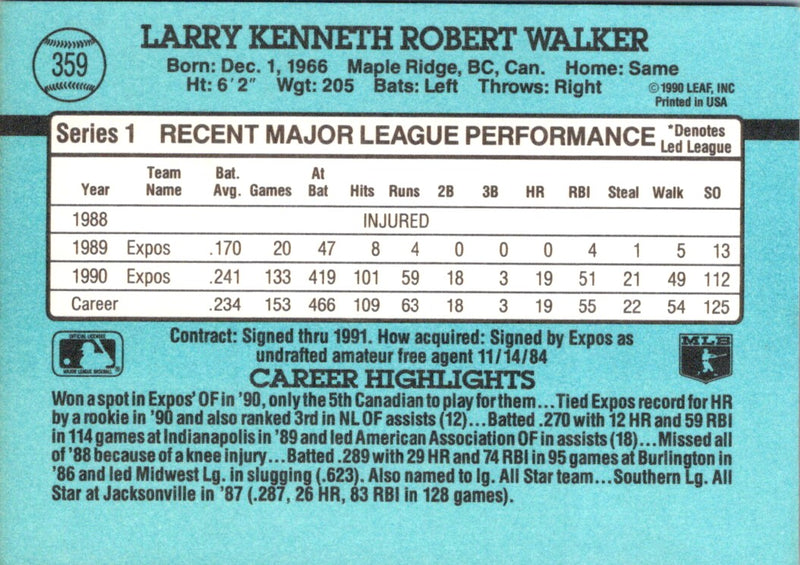 359
LARRY KENNETH ROBERT WALKER
Born: Dec. 1, 1966 Maple Ridge, BC, Can. Home: Same
Ht: 6'2" Wgt: 205 Bats: Left Throws: Right
©1990 LEAF, INC
Printed in USA
Series 1 RECENT MAJOR LEAGUE PERFORMANCE *Denotes Led League
Year Team Name Bat. Avg. Games At Bat Hits Runs 2B 3B HR RBI Steal Walk SO
1988 INJURED
1989 Expos .170 20 47 8 4 0 0 0 4 1 5 13
1990 Expos .241 133 419 101 59 18 3 19 51 21 49 112
Career .234 153 466 109 63 18 3 19 55 22 54 125
OFFICIAL LICENSEE
MAJOR LEAGUE BASEBALL
Contract: Signed thru 1991. How acquired: Signed by Expos as
undrafted amateur free agent 11/14/84
MLB
CAREER HIGHLIGHTS
Won a spot in Expos' OF in '90, only the 5th Canadian to play for them...Tied Expos record for HR
by a rookie in '90 and also ranked 3rd in NL OF assists (12)...Batted .270 with 12 HR and 59 RBI
in 114 games at Indianapolis in '89 and led American Association OF in assists (18)...Missed all
of '88 because of a knee injury...Batted .289 with 29 HR and 74 RBI in 95 games at Burlington in
'86 and led Midwest Lg. in slugging (.623). Also named to lg. All Star team...Southern Lg. All
Star at Jacksonville in '87 (.287, 26 HR, 83 RBI in 128 games).